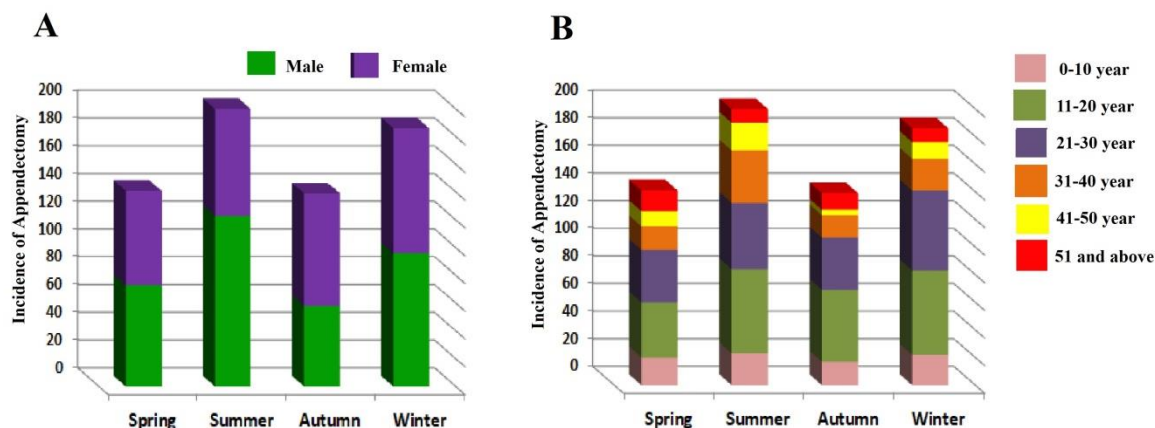 A
Male Female
Incidence of Appendectomy
200
180
160
140
120
100
80
60
40
20
0
Spring Summer Autumn Winter
B
Incidence of Appendectomy
200
180
160
140
120
100
80
60
40
20
0
Spring Summer Autumn Winter
0-10 year
11-20 year
21-30 year
31-40 year
41-50 year
51 and above